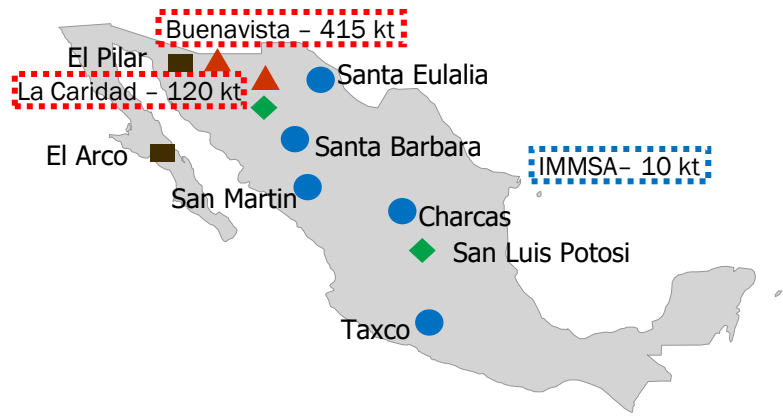 Buenavista – 415 kt
El Pilar
Santa Eulalia
La Caridad – 120 kt
El Arco
Santa Barbara
IMMSA– 10 kt
San Martin
Charcas
San Luis Potosi
Taxco